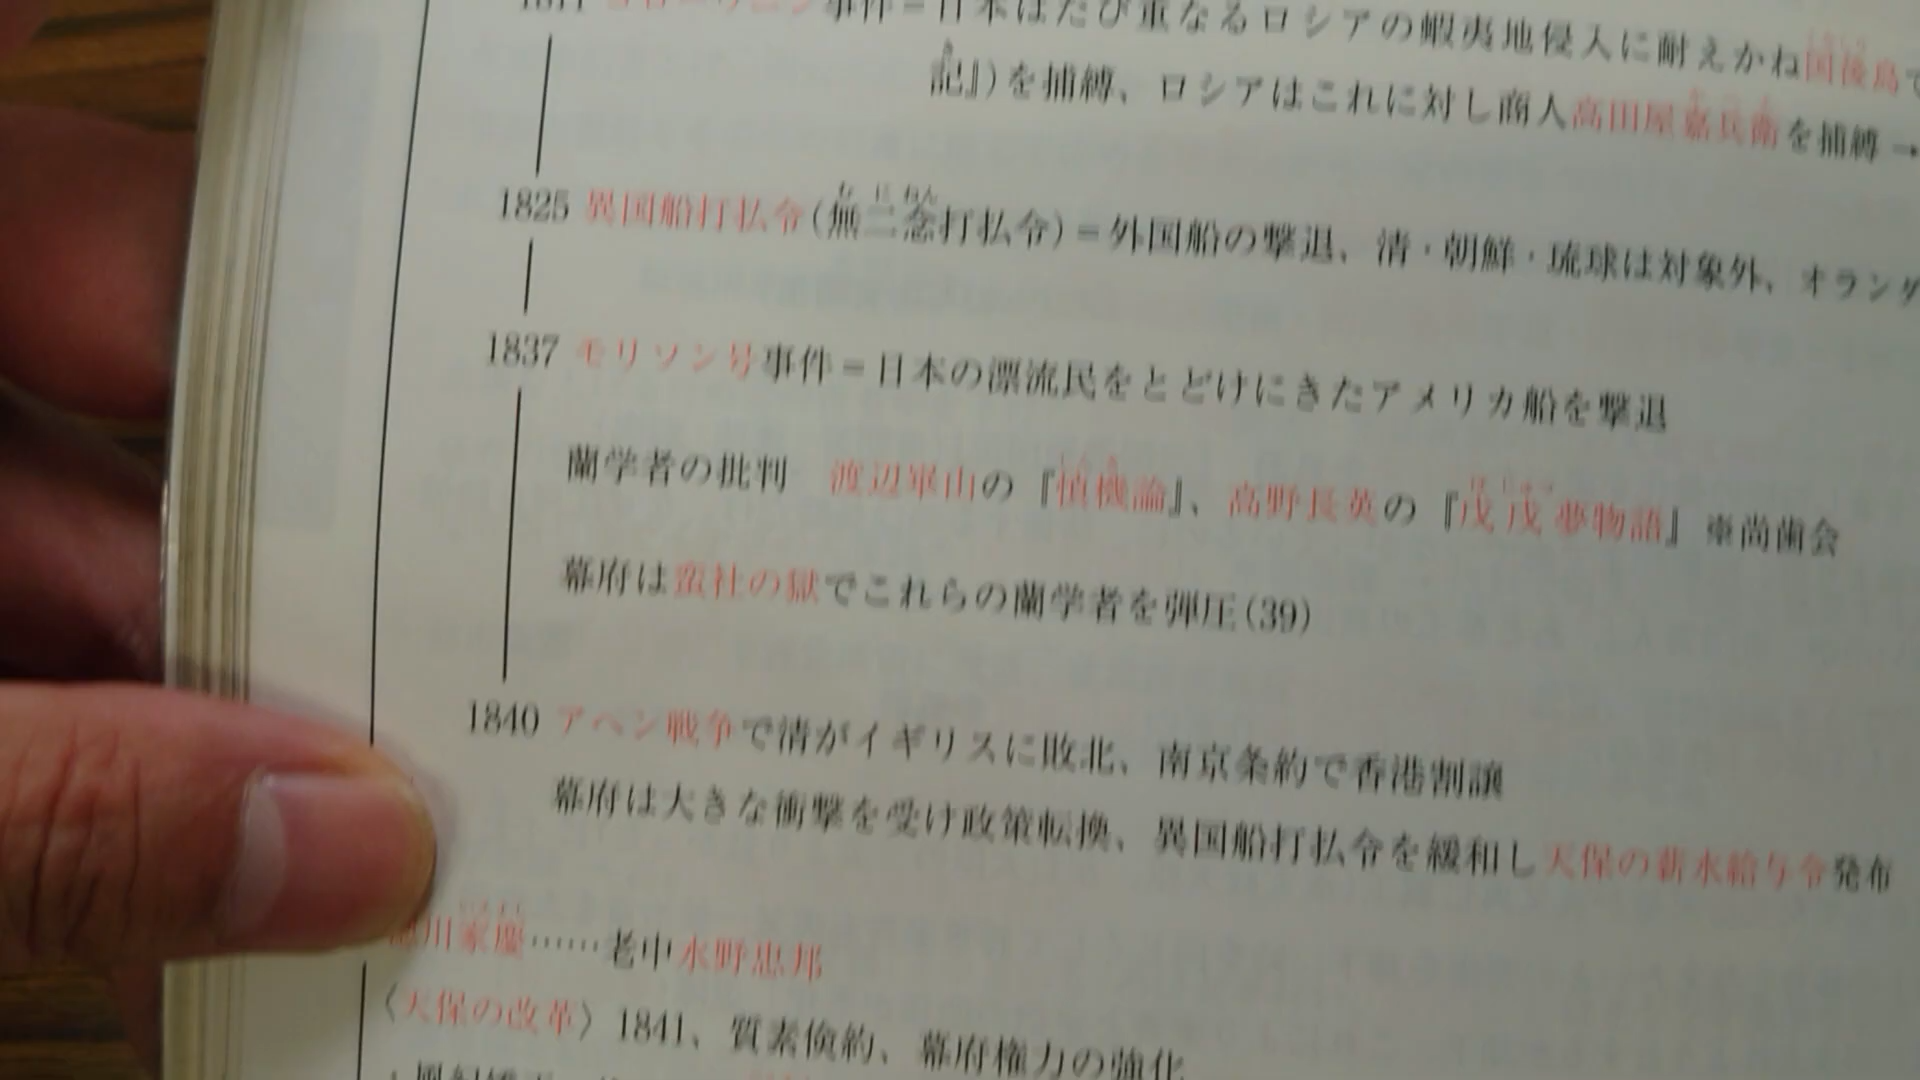 事件=日本はたび重なるロシアの蝦夷地侵入に耐えかね国後島で
記』)を捕縛、ロシアはこれに対し商人高田屋嘉兵衛を捕縛→
1825 異国船打払令(無二念打払令)=外国船の撃退、清・朝鮮・琉球は対象外、オランダ
1837 モリソン号事件=日本の漂流民をとどけにきたアメリカ船を撃退
蘭学者の批判 渡辺崋山の『慎機論』、高野長英の『戊戌夢物語』※尚歯会
幕府は蛮社の獄でこれらの蘭学者を弾圧(39)
1840 アヘン戦争で清がイギリスに敗北、南京条約で香港割譲
幕府は大きな衝撃を受け政策転換、異国船打払令を緩和し天保の薪水給与令発布
川家慶……老中水野忠邦
〈天保の改革〉1841、質素倹約、幕府権力の強化